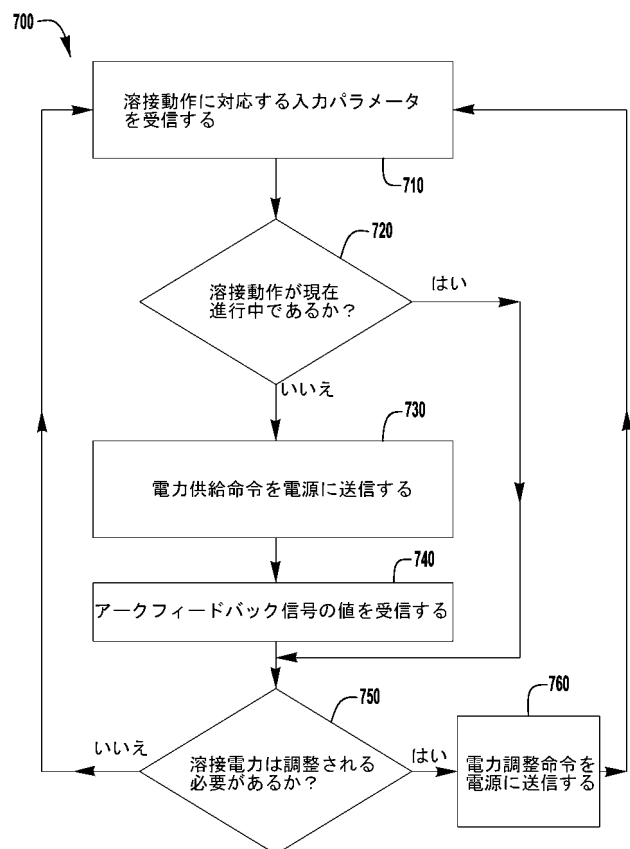 700
溶接動作に対応する入力パラメータ
を受信する
710
720
溶接動作が現在
進行中であるか？
はい
いいえ
730
電力供給命令を電源に送信する
740
アークフィードバック信号の値を受信する
750
溶接電力は調整される
必要があるか？
いいえ
はい
760
電力調整命令を
電源に送信する